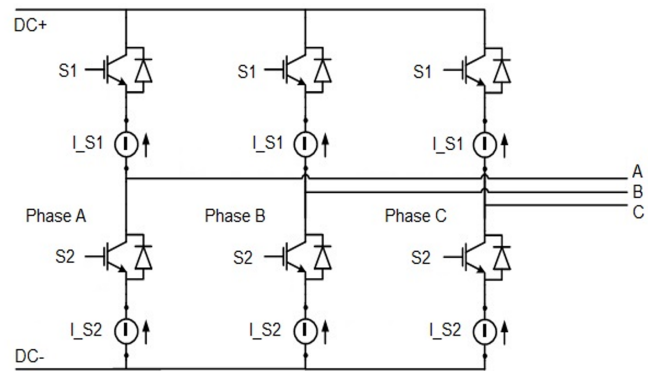 DC+
S1
S1
S1
I_S1
I_S1
I_S1
A
B
C
Phase A
Phase B
Phase C
S2
S2
S2
I_S2
I_S2
I_S2
DC-